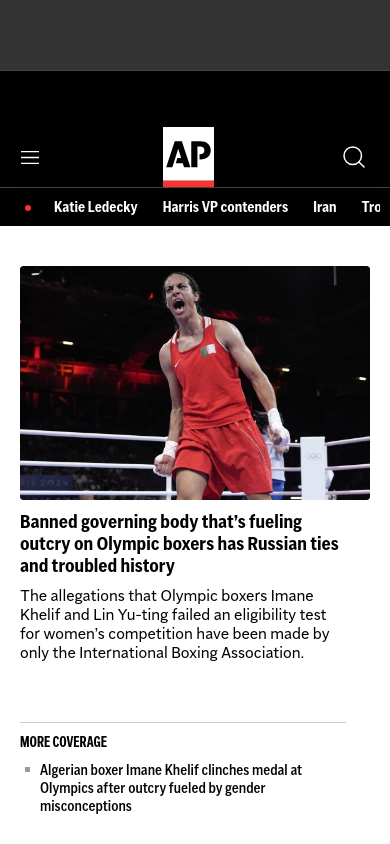 AP
Katie Ledecky Harris VP contenders Iran Tro
Banned governing body that’s fueling
outcry on Olympic boxers has Russian ties
and troubled history
The allegations that Olympic boxers Imane
Khelif and Lin Yu-ting failed an eligibility test
for women’s competition have been made by
only the International Boxing Association.
MORE COVERAGE
Algerian boxer Imane Khelif clinches medal at
Olympics after outcry fueled by gender
misconceptions